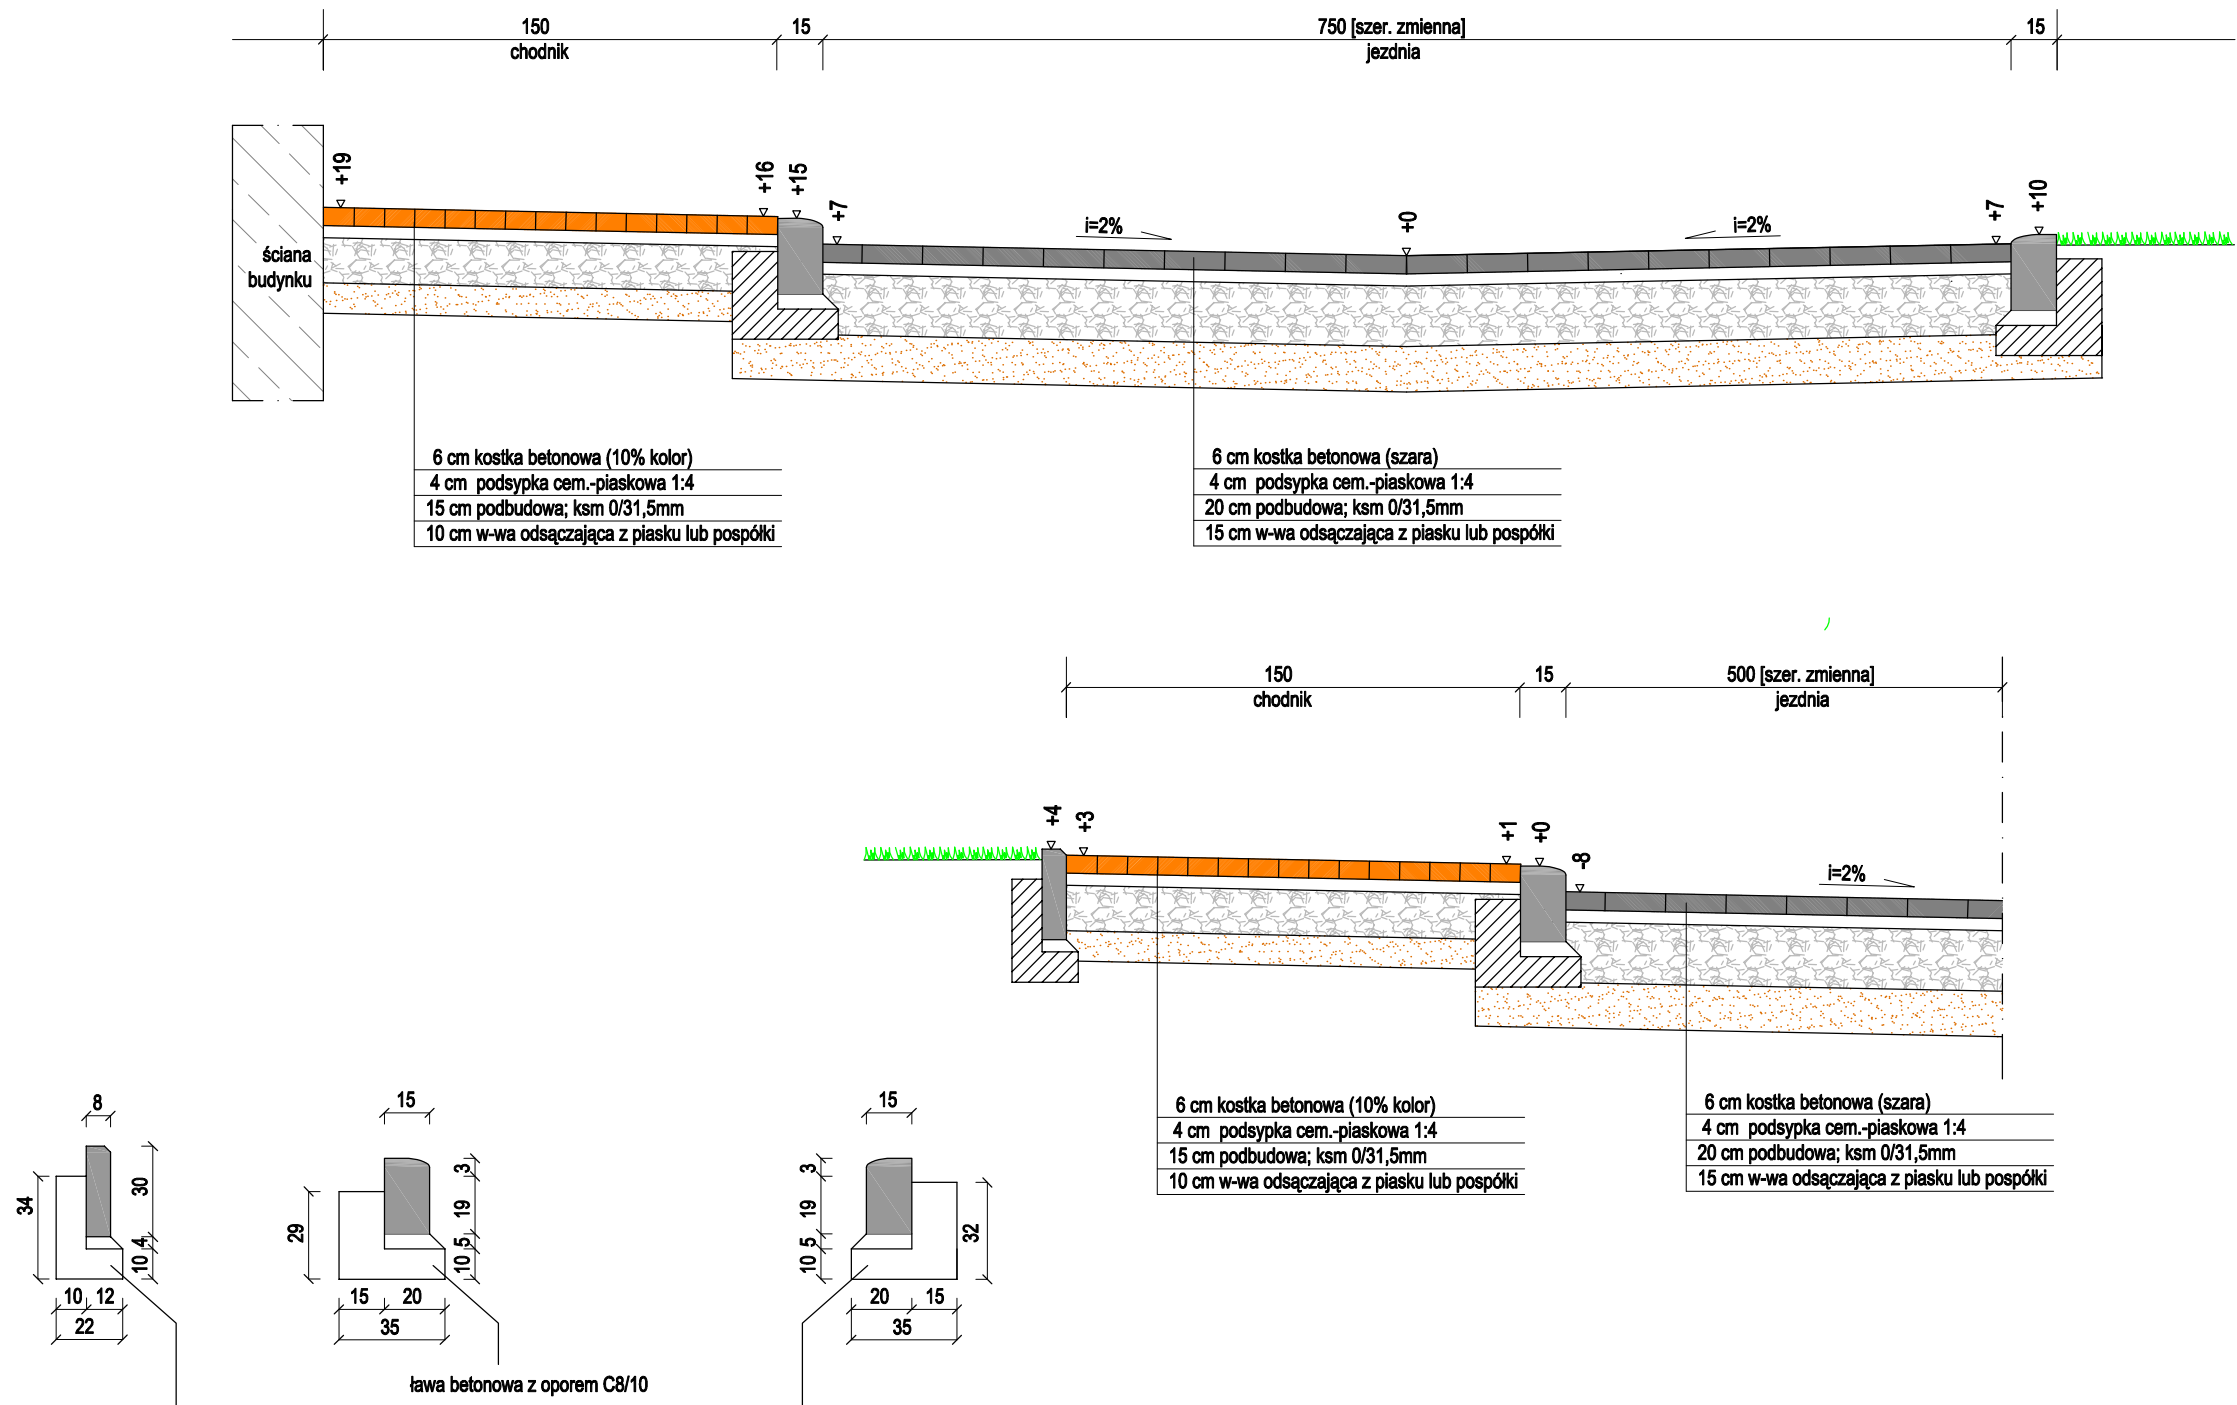 150
15
750 [szer. zmienna]
15
chodnik
jezdnia
+19
+16
+15
+7
i=2%
+0
i=2%
+7
+10
ściana
budynku
6 cm kostka betonowa (10% kolor)
4 cm podsypka cem.-piaskowa 1:4
15 cm podbudowa; ksm 0/31,5mm
10 cm w-wa odsączająca z piasku lub pospółki
6 cm kostka betonowa (szara)
4 cm podsypka cem.-piaskowa 1:4
20 cm podbudowa; ksm 0/31,5mm
15 cm w-wa odsączająca z piasku lub pospółki
150
15
500 [szer. zmienna]
chodnik
jezdnia
+4
+3
+1
+0
-8
i=2%
6 cm kostka betonowa (10% kolor)
4 cm podsypka cem.-piaskowa 1:4
15 cm podbudowa; ksm 0/31,5mm
10 cm w-wa odsączająca z piasku lub pospółki
6 cm kostka betonowa (szara)
4 cm podsypka cem.-piaskowa 1:4
20 cm podbudowa; ksm 0/31,5mm
15 cm w-wa odsączająca z piasku lub pospółki
8
34
30
4
10
10
12
22
15
29
3
19
5
10
15
20
35
15
3
19
5
10
32
20
15
35
ława betonowa z oporem C8/10